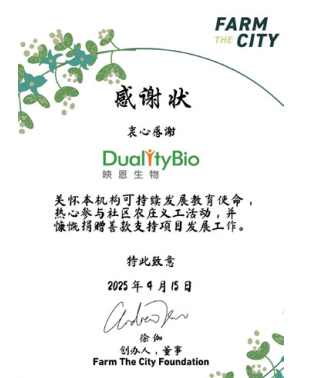 FARM
THE CITY
感谢状
衷心感谢
DualityBio
映恩生物
关怀本机构可持续发展教育使命，
热心参与社区农庄义工活动，并
慷慨捐赠善款支持项目发展工作。
特此致意
2025 年 4 月 15 日
徐伽
创办人，董事
Farm The City Foundation